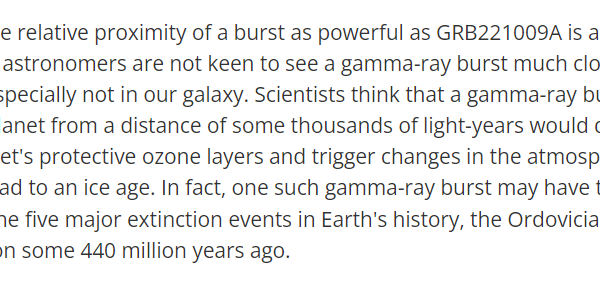 e relative proximity of a burst as powerful as GRB221009A is a
astronomers are not keen to see a gamma-ray burst much clo
specially not in our galaxy. Scientists think that a gamma-ray bu
lanet from a distance of some thousands of light-years would d
et's protective ozone layers and trigger changes in the atmosp
ad to an ice age. In fact, one such gamma-ray burst may have t
ne five major extinction events in Earth's history, the Ordovicia
on some 440 million years ago.